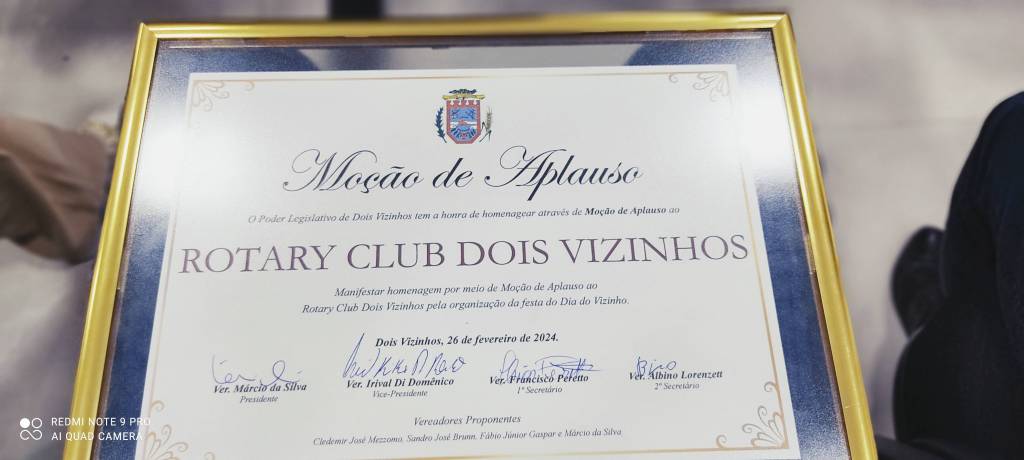 Moção de Aplauso
O Poder Legislativo de Dois Vizinhos tem a honra de homenagear através de Moção de Aplauso ao
ROTARY CLUB DOIS VIZINHOS
Manifestar homenagem por meio de Moção de Aplauso ao
Rotary Club Dois Vizinhos pela organização da festa do Dia do Vizinho.
Dois Vizinhos, 26 de fevereiro de 2024.
Ver. Márcio da Silva Ver. Irival Di Domênico Ver. Francisco Peretto Ver. Albino Lorenzett
Presidente Vice-Presidente 1º Secretário 2º Secretário
Vereadores Proponentes
Cledemir José Mezzomo, Sandro José Brunn, Fábio Júnior Gaspar e Márcio da Silva
REDMI NOTE 9 PRO
AI QUAD CAMERA